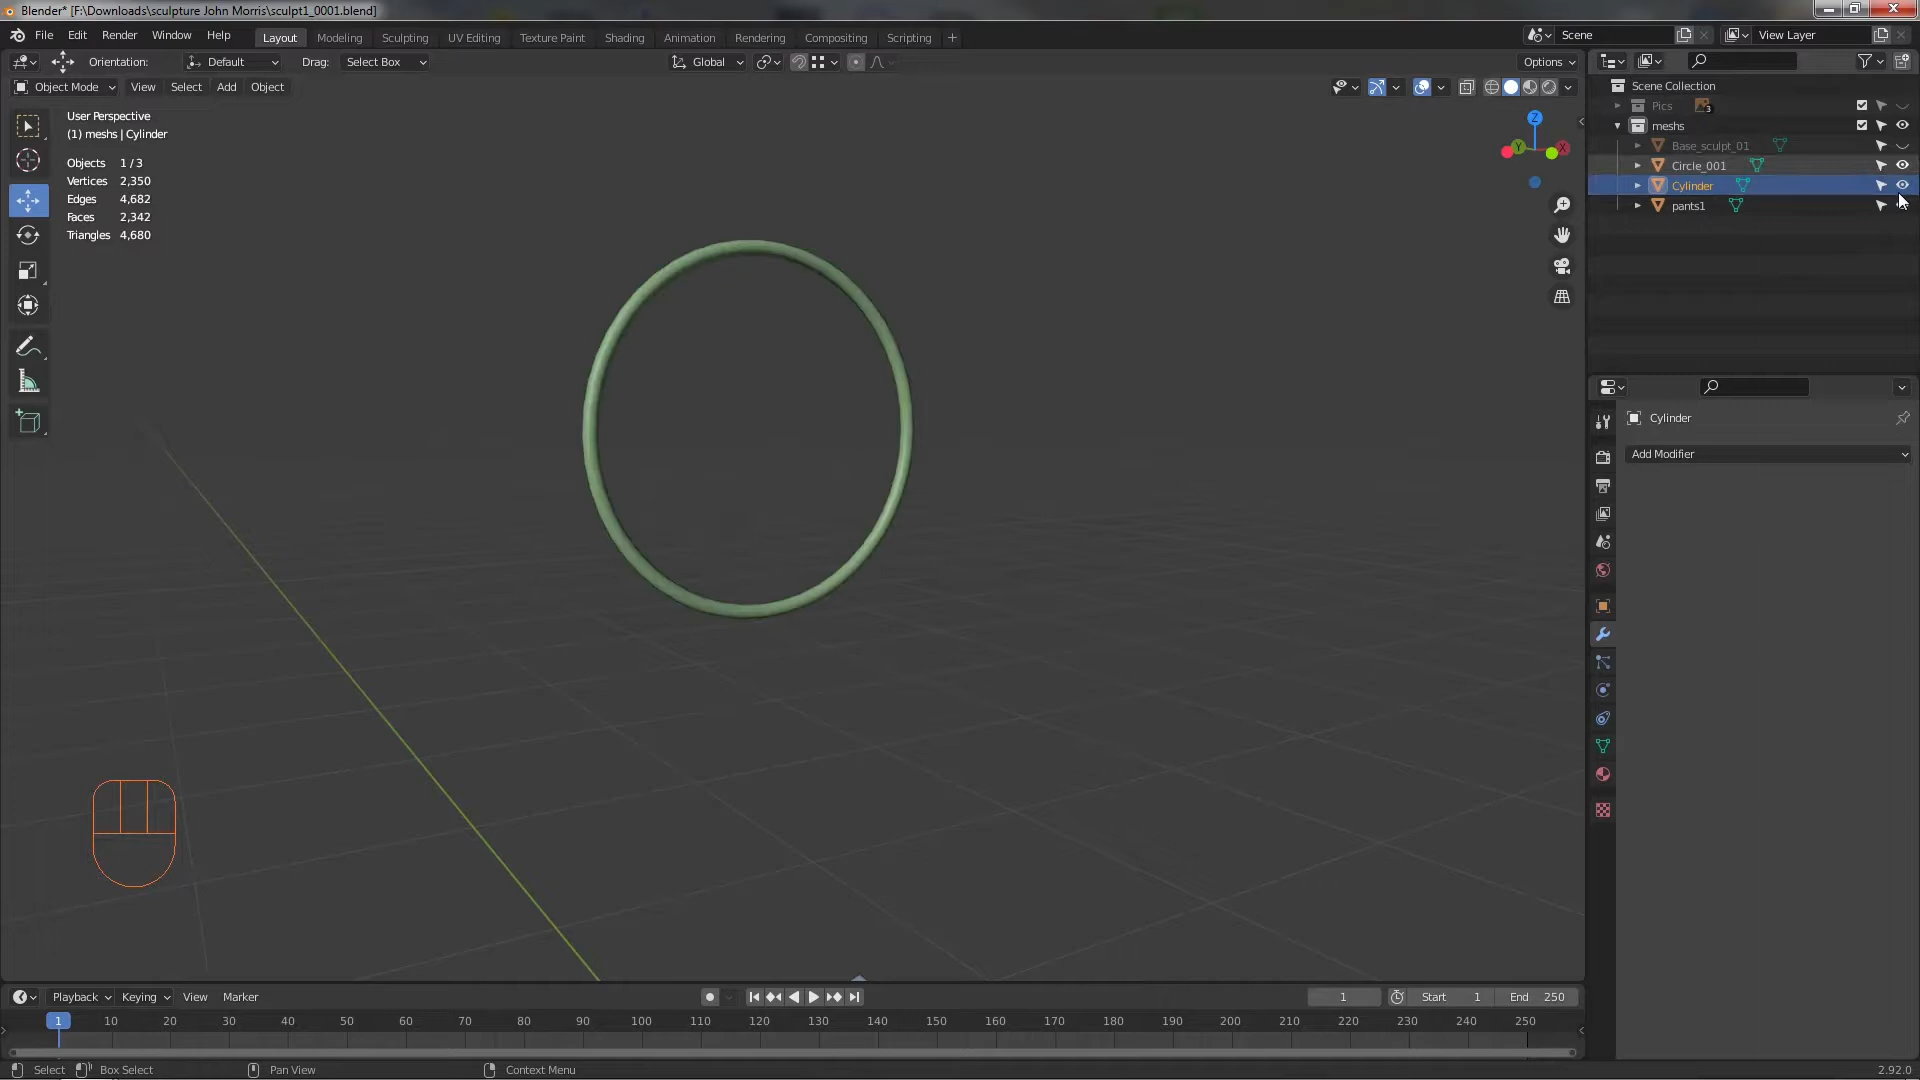 Blender* [F:\Downloads\sculpture John Morris\sculpt1_0001.blend]
File Edit Render Window Help Layout Modeling Sculpting UV Editing Texture Paint Shading Animation Rendering Compositing Scripting + Scene View Layer
Orientation: Default Drag: Select Box Global Options
Object Mode View Select Add Object
User Perspective
(1) meshs | Cylinder
Objects 1 / 3
Vertices 2,350
Edges 4,682
Faces 2,342
Triangles 4,680
Z
Y
X
Scene Collection
Pics 3
meshs
Base_sculpt_01
Circle_001
Cylinder
pants1
Cylinder
Add Modifier
Playback Keying View Marker 1 Start 1 End 250
1 10 20 30 40 50 60 70 80 90 100 110 120 130 140 150 160 170 180 190 200 210 220 230 240 250
Select Box Select Pan View Context Menu 2.92.0